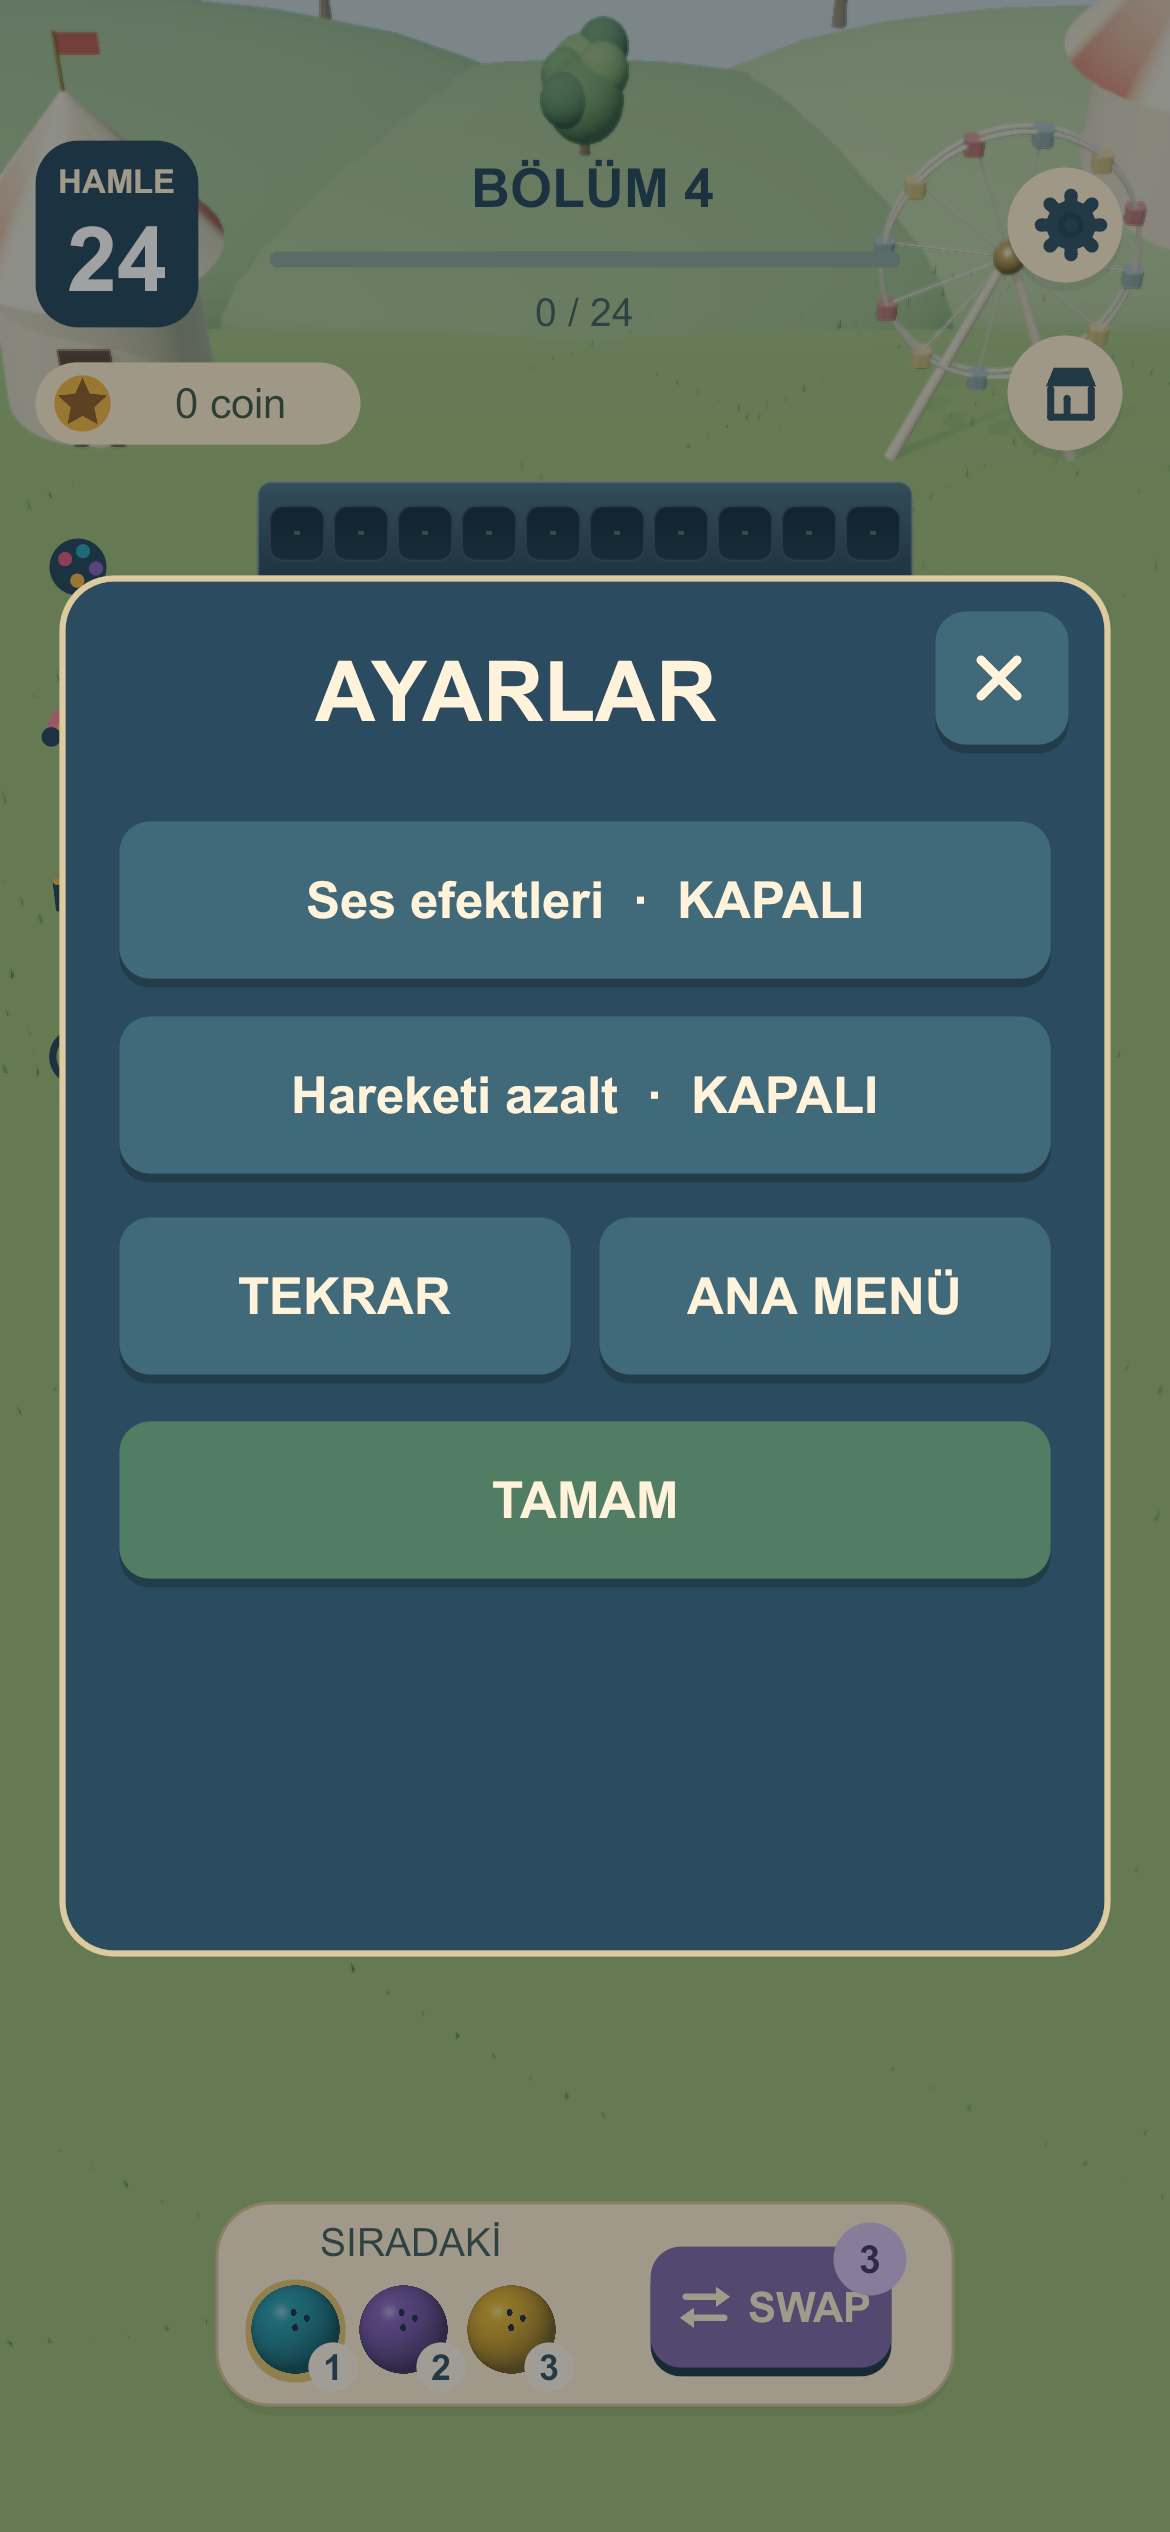 HAMLE
24
BÖLÜM 4
0 / 24
0 coin
AYARLAR
Ses efektleri · KAPALI
Hareketi azalt · KAPALI
TEKRAR
ANA MENÜ
TAMAM
SIRADAKİ
1
2
3
SWAP
3